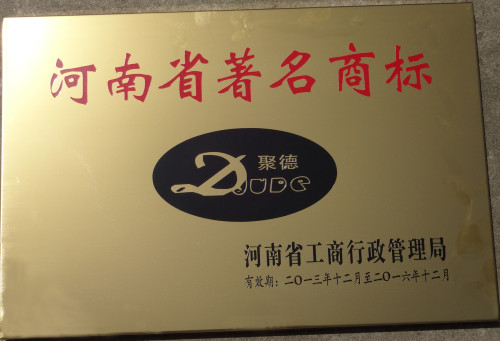 河南省著名商标
聚德
JUDE
河南省工商行政管理局
有效期：二〇一三年十二月至二〇一六年十二月